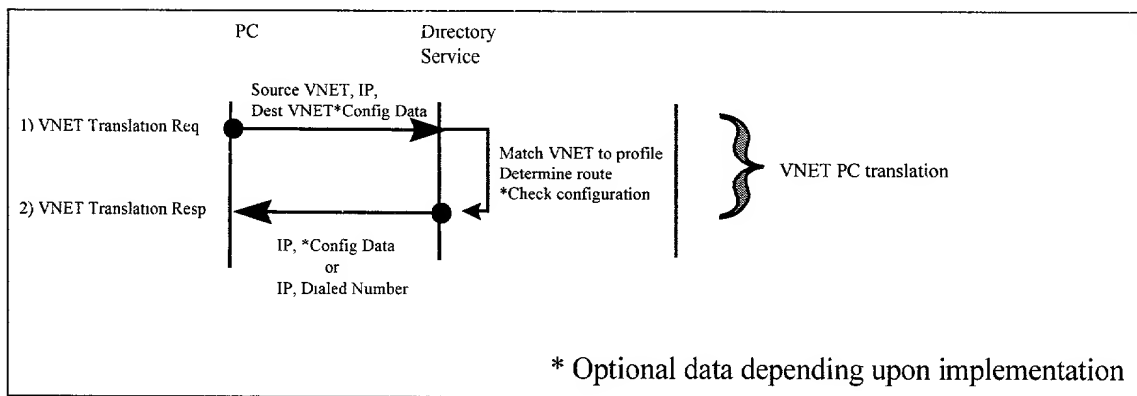 PC
Directory
Service
Source VNET, IP,
Dest VNET*Config Data
1) VNET Translation Req
Match VNET to profile
Determine route
*Check configuration
VNET PC translation
2) VNET Translation Resp
IP, *Config Data
or
IP, Dialed Number
* Optional data depending upon implementation